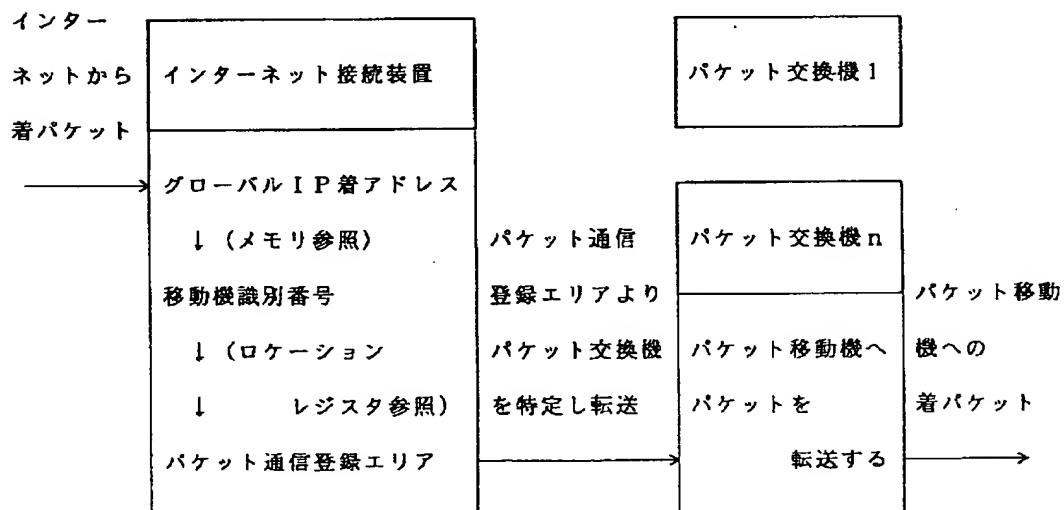 インター
ネットから
着パケット
インターネット接続装置
グローバルIP着アドレス
↓(メモリ参照)
移動機識別番号
↓(ロケーション
↓ レジスタ参照)
パケット通信登録エリア
パケット通信
登録エリアより
パケット交換機
を特定し転送
パケット交換機1
パケット交換機n
パケット移動機へ
パケットを
転送する
パケット移動
機への
着パケット